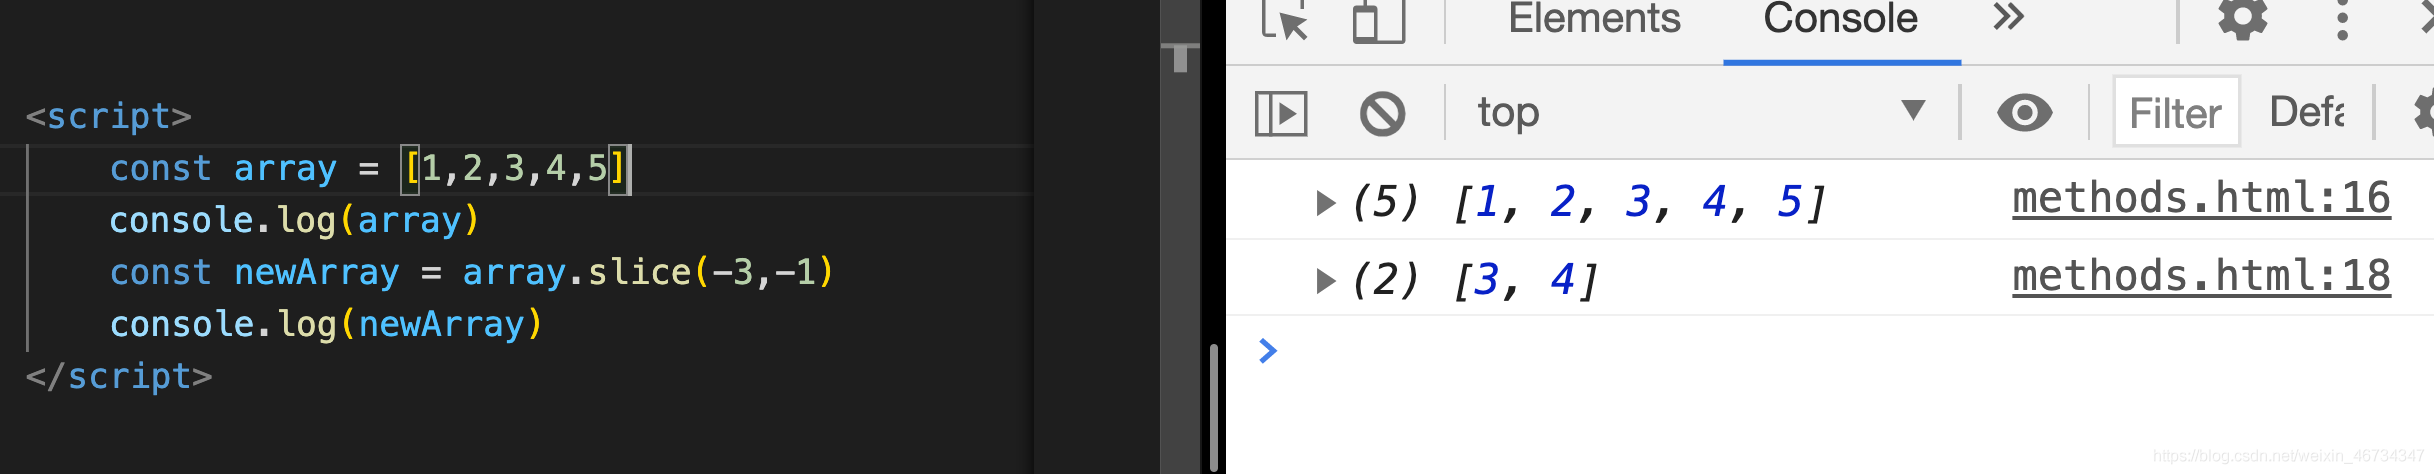 <script>
const array = [1,2,3,4,5]
console.log(array)
const newArray = array.slice(-3,-1)
console.log(newArray)
</script>
Elements Console
top Filter Defa
(5) [1, 2, 3, 4, 5] methods.html:16
(2) [3, 4] methods.html:18
https://blog.csdn.net/weixin_46734347